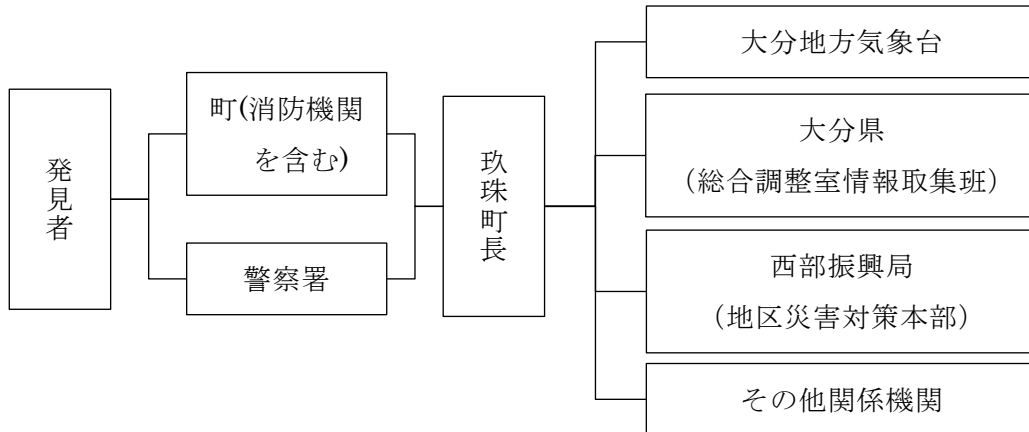 発見者
町(消防機関
を含む)
警察署
玖珠町長
大分地方気象台
大分県
（総合調整室情報取集班）
西部振興局
（地区災害対策本部）
その他関係機関